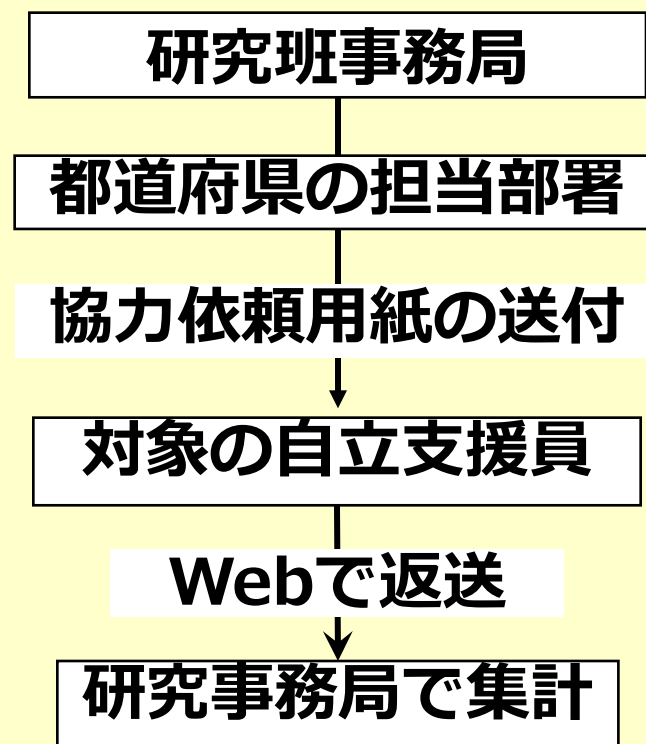 研究班事務局
都道府県の担当部署
協力依頼用紙の送付
対象の自立支援員
Webで返送
研究事務局で集計